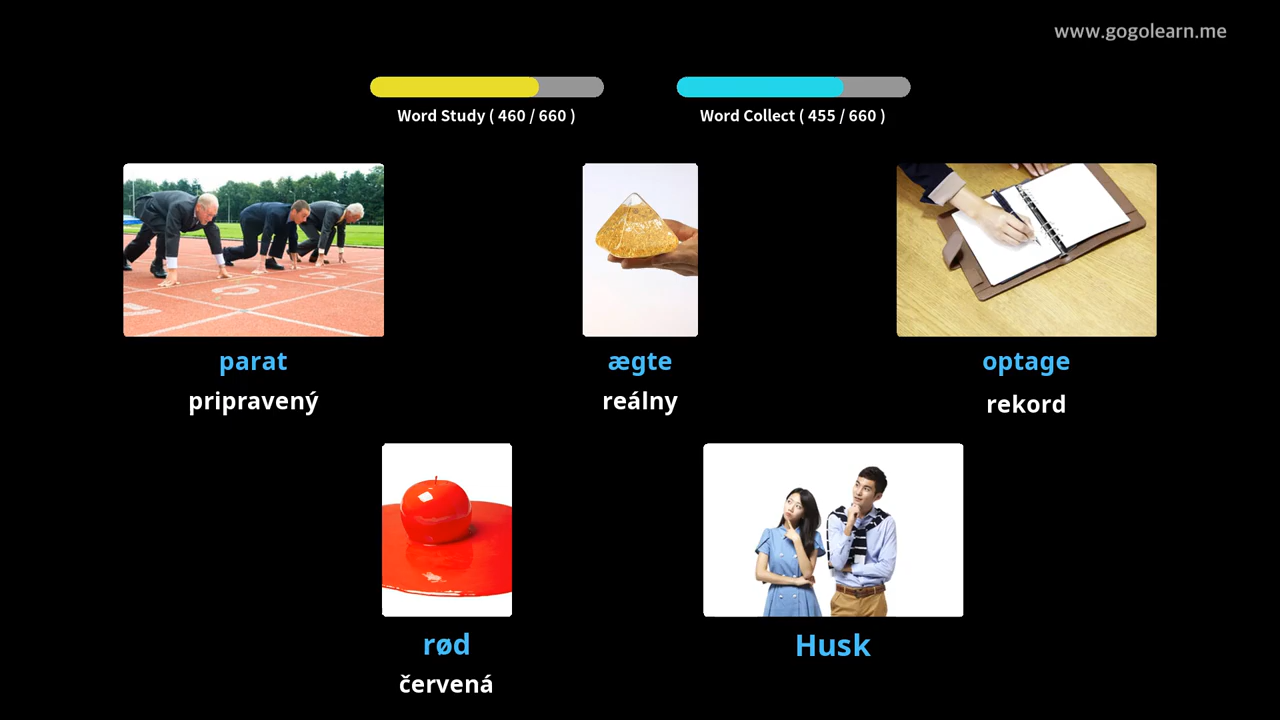 www.gogolearn.me
Word Study ( 460 / 660 )
Word Collect ( 455 / 660 )
parat
pripravený
ægte
reálny
optage
rekord
rød
červená
Husk